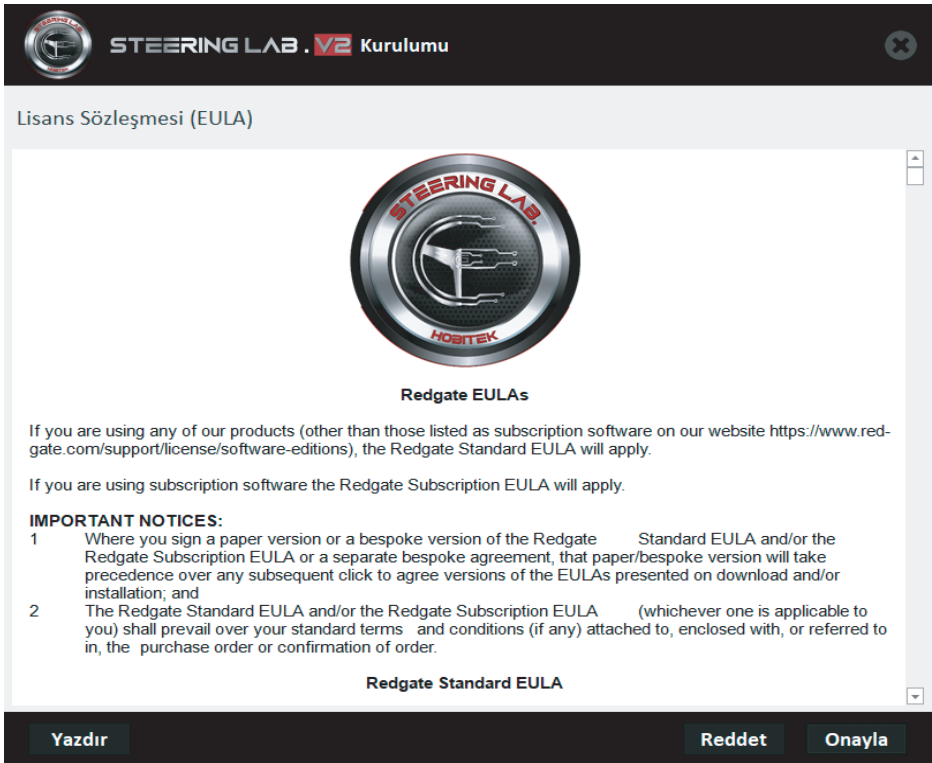 STEERING LAB.
HOBITEK
STEERING LAB . V2 Kurulumu
Lisans Sözleşmesi (EULA)
STEERING LAB.
HOBITEK
Redgate EULAs
If you are using any of our products (other than those listed as subscription software on our website https://www.red-
gate.com/support/license/software-editions), the Redgate Standard EULA will apply.
If you are using subscription software the Redgate Subscription EULA will apply.
IMPORTANT NOTICES:
1 Where you sign a paper version or a bespoke version of the Redgate Standard EULA and/or the
Redgate Subscription EULA or a separate bespoke agreement, that paper/bespoke version will take
precedence over any subsequent click to agree versions of the EULAs presented on download and/or
installation; and
2 The Redgate Standard EULA and/or the Redgate Subscription EULA (whichever one is applicable to
you) shall prevail over your standard terms and conditions (if any) attached to, enclosed with, or referred to
in, the purchase order or confirmation of order.
Redgate Standard EULA
Yazdır
Reddet
Onayla